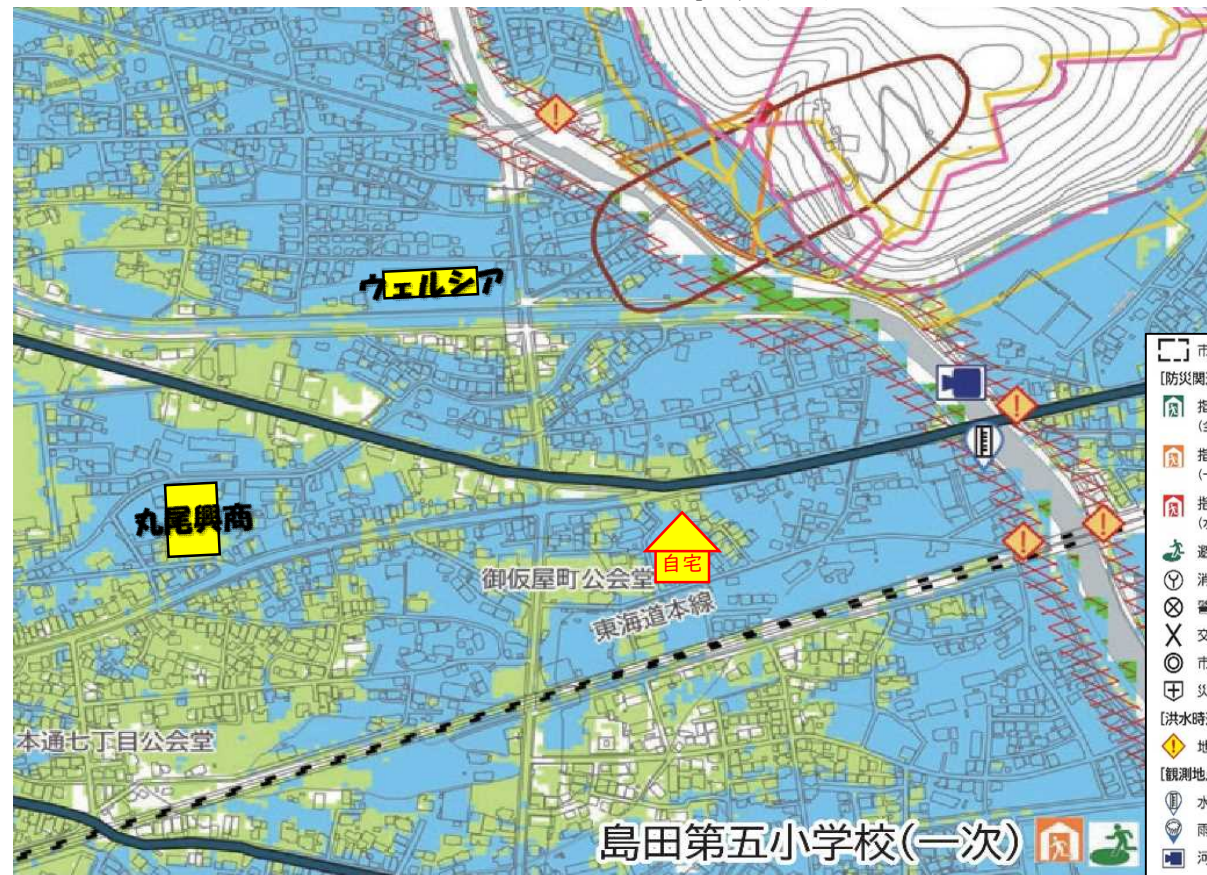 ウェルシア
丸尾興商
自宅
御仮屋町公会堂
東海道本線
本通七丁目公会堂
島田第五小学校(一次)
市
[防災関
指
指
(一
指
避
消
警
交
市
災
[洪水時
地
[観測地
水
雨
河